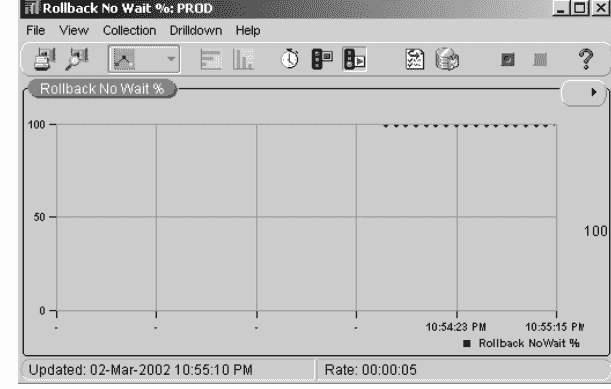 Rollback No Wait %: PROD
File View Collection Drilldown Help
Rollback No Wait %
100
50
100
0
- - - - 10:54:23 PM 10:55:15 PM
Rollback NoWait %
Updated: 02-Mar-2002 10:55:10 PM Rate: 00:00:05